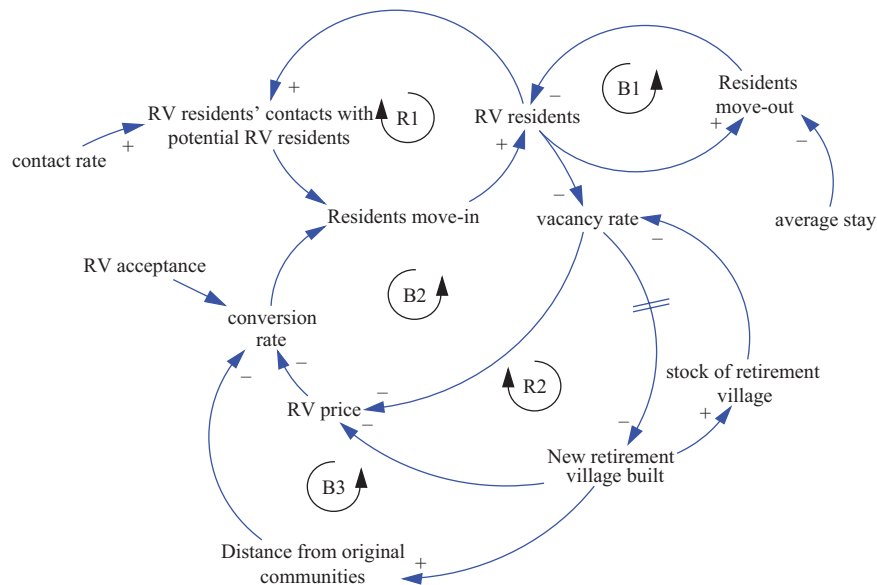 +
RV residents' contacts with
potential RV residents
R1
+
contact rate
RV residents
−
+
B1
Residents
move-out
+
−
average stay
Residents move-in
−
vacancy rate
−
RV acceptance
conversion
rate
−
−
B2
RV price
−
−
R2
stock of retirement
village
+
−
New retirement
village built
B3
Distance from original
communities
+